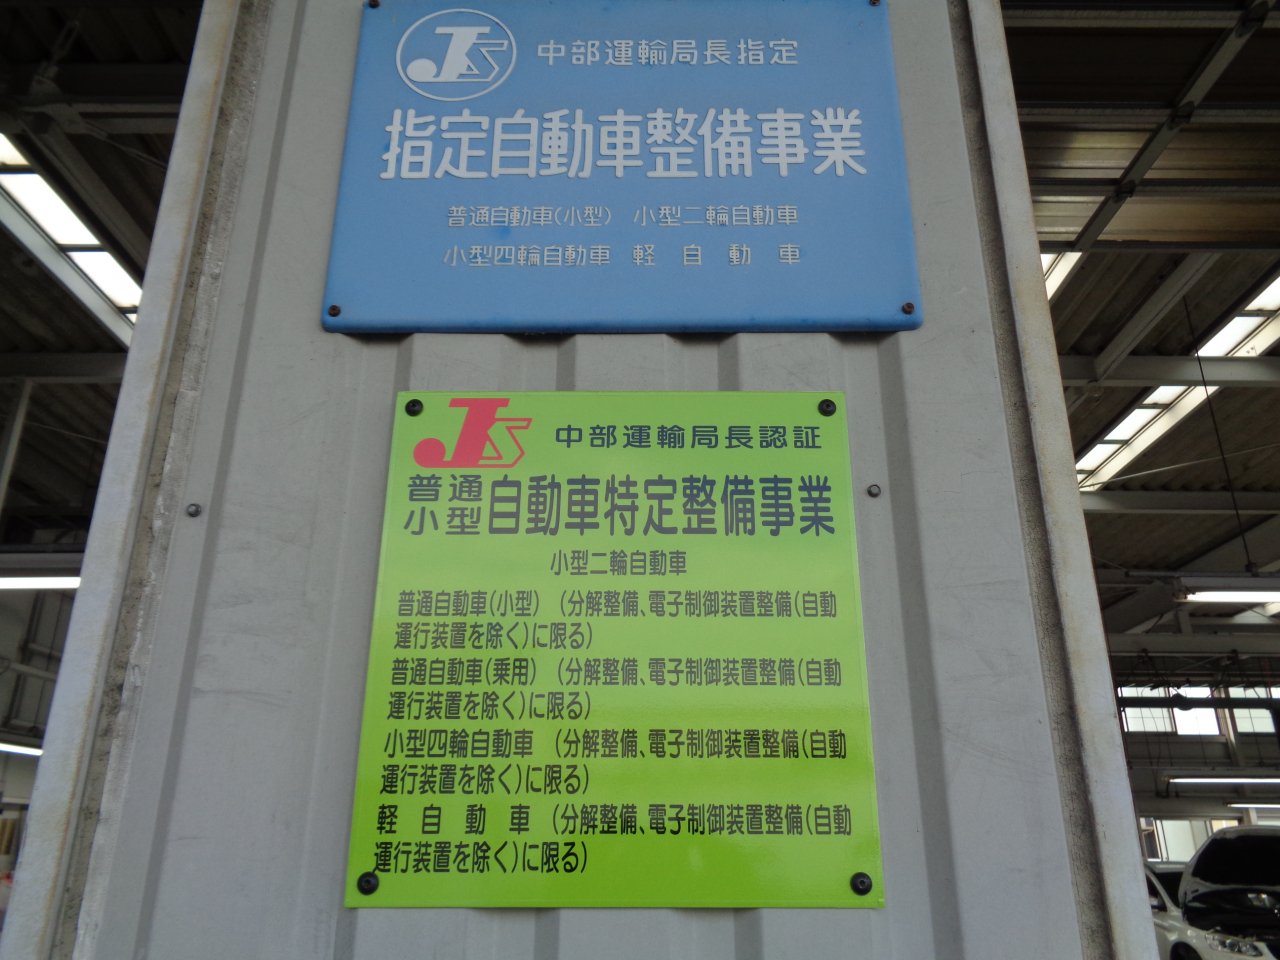 JS 中部運輸局長指定
指定自動車整備事業
普通自動車(小型) 小型二輪自動車
小型四輪自動車 軽自動車
JS 中部運輸局長認証
普通
小型 自動車特定整備事業
小型二輪自動車
普通自動車(小型) (分解整備、電子制御装置整備(自動
運行装置を除く)に限る)
普通自動車(乗用) (分解整備、電子制御装置整備(自動
運行装置を除く)に限る)
小型四輪自動車 (分解整備、電子制御装置整備(自動
運行装置を除く)に限る)
軽自動車 (分解整備、電子制御装置整備(自動
運行装置を除く)に限る)